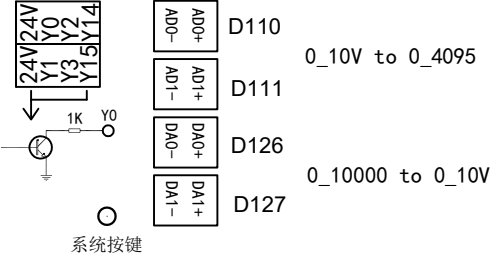 24V Y0 Y2 Y14
24V Y1 Y3 Y15
1K Y0
系统按键
AD0- AD0+ D110
AD1- AD1+ D111
0_10V to 0_4095
DA0- DA0+ D126
DA1- DA1+ D127
0_10000 to 0_10V